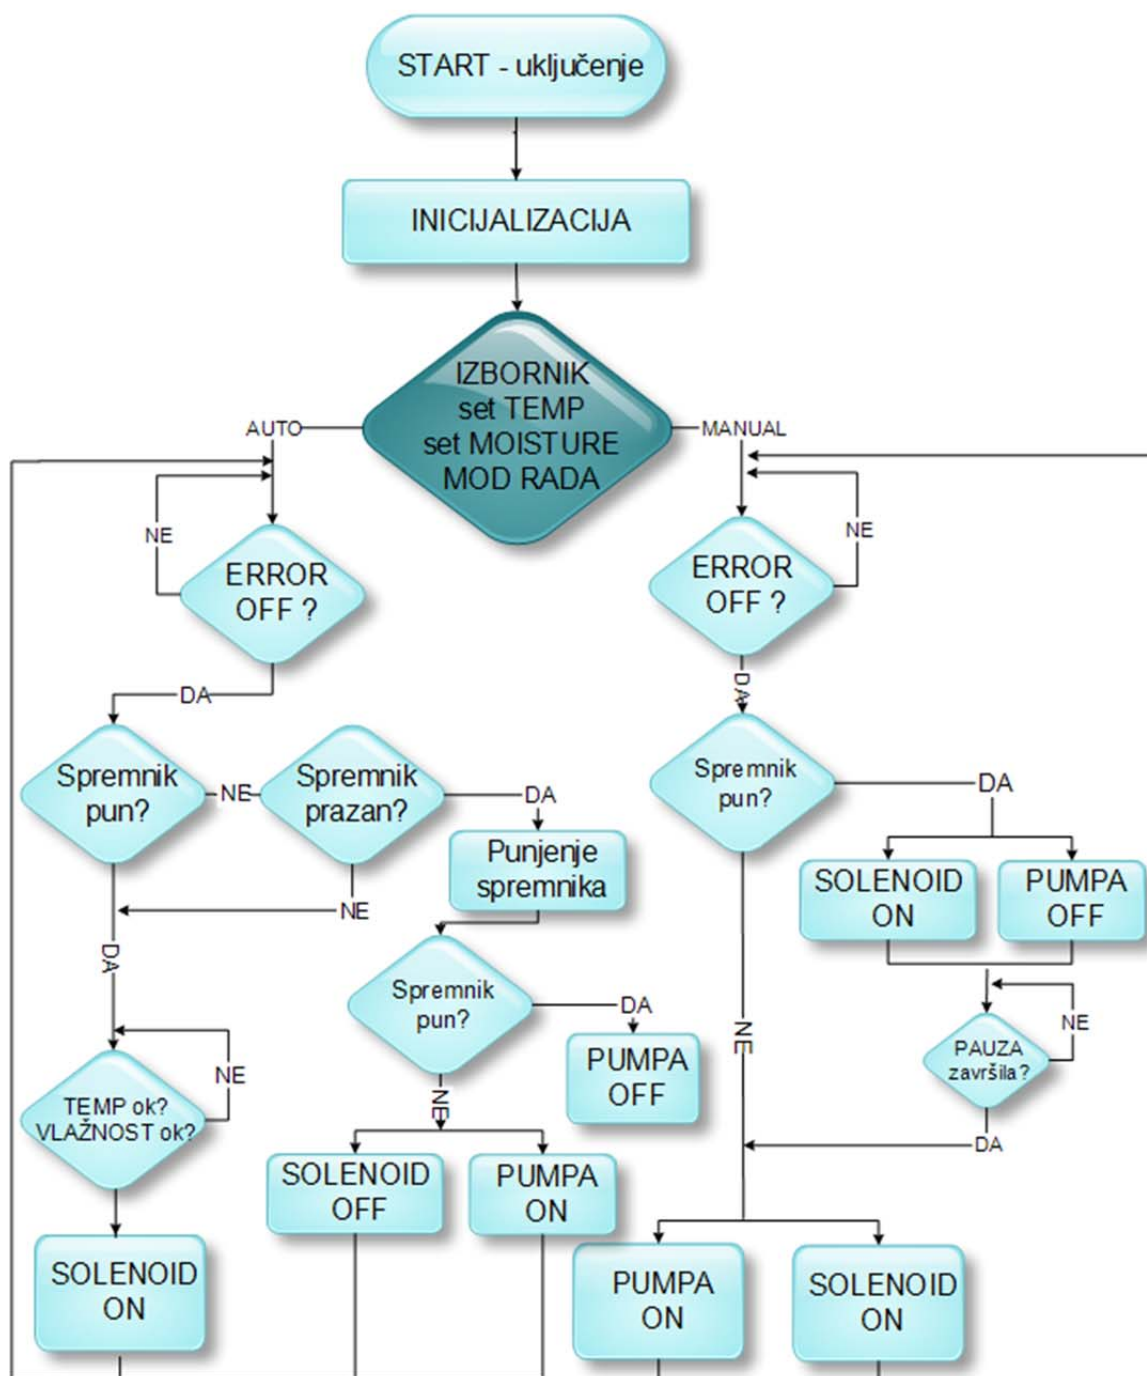 START - uključenje
INICIJALIZACIJA
IZBORNIK
set TEMP
set MOISTURE
MOD RADA
AUTO
MANUAL
NE
ERROR
OFF ?
NE
ERROR
OFF ?
DA
DA
Spremnik
pun?
NE
Spremnik
prazan?
DA
Spremnik
pun?
DA
Punjenje
spremnika
SOLENOID
ON
PUMPA
OFF
NE
DA
Spremnik
pun?
DA
PUMPA
OFF
NE
PAUZA
završila?
NE
DA
NE
TEMP ok?
VLAŽNOST ok?
NE
SOLENOID
OFF
PUMPA
ON
SOLENOID
ON
PUMPA
ON
SOLENOID
ON